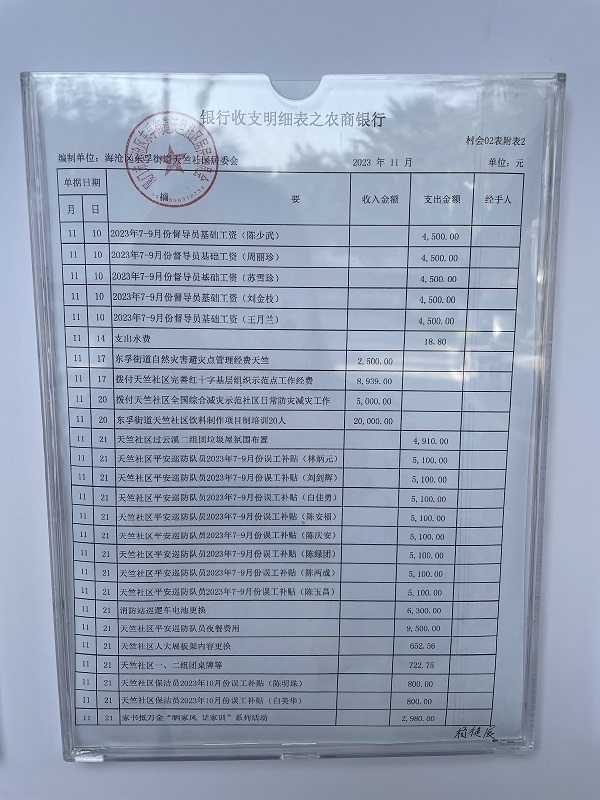 银行收支明细表之农商银行
村会02表附表2
编制单位：海沧区东孚街道天竺社区居委会 2023 年 11 月 单位：元
单据日期 摘 要 收入金额 支出金额 经手人
月 日
11 10 2023年7-9月份督导员基础工资（陈少武） 4,500.00
11 10 2023年7-9月份督导员基础工资（周丽珍） 4,500.00
11 10 2023年7-9月份督导员基础工资（苏雪珍） 4,500.00
11 10 2023年7-9月份督导员基础工资（刘金枝） 4,500.00
11 10 2023年7-9月份督导员基础工资（王月兰） 4,500.00
11 14 支出水费 18.80
11 17 东孚街道自然灾害避灾点管理经费天竺 2,500.00
11 17 拨付天竺社区完善红十字基层组织示范点工作经费 8,939.00
11 20 拨付天竺社区全国综合减灾示范社区日常防灾减灾工作 5,000.00
11 20 东孚街道天竺社区饮料制作项目制培训20人 20,000.00
11 21 天竺社区过云溪二组团垃圾屋氛围布置 4,910.00
11 21 天竺社区平安巡防队员2023年7-9月份误工补贴（林炳元） 5,100.00
11 21 天竺社区平安巡防队员2023年7-9月份误工补贴（刘剑辉） 5,100.00
11 21 天竺社区平安巡防队员2023年7-9月份误工补贴（白佳勇） 5,100.00
11 21 天竺社区平安巡防队员2023年7-9月份误工补贴（陈安福） 5,100.00
11 21 天竺社区平安巡防队员2023年7-9月份误工补贴（陈庆安） 5,100.00
11 21 天竺社区平安巡防队员2023年7-9月份误工补贴（陈绿团） 5,100.00
11 21 天竺社区平安巡防队员2023年7-9月份误工补贴（陈两成） 5,100.00
11 21 天竺社区平安巡防队员2023年7-9月份误工补贴（陈玉昌） 5,100.00
11 21 消防站巡逻车电池更换 6,300.00
11 21 天竺社区平安巡防队员夜餐费用 9,500.00
11 21 天竺社区人大展板架内容更换 652.56
11 21 天竺社区一、二组团桌牌等 722.75
11 21 天竺社区保洁员2023年10月份误工补贴（陈明珠） 800.00
11 21 天竺社区保洁员2023年10月份误工补贴（白美华） 800.00
11 21 家书抵万金“晒家风 话家训”系列活动 2,980.00